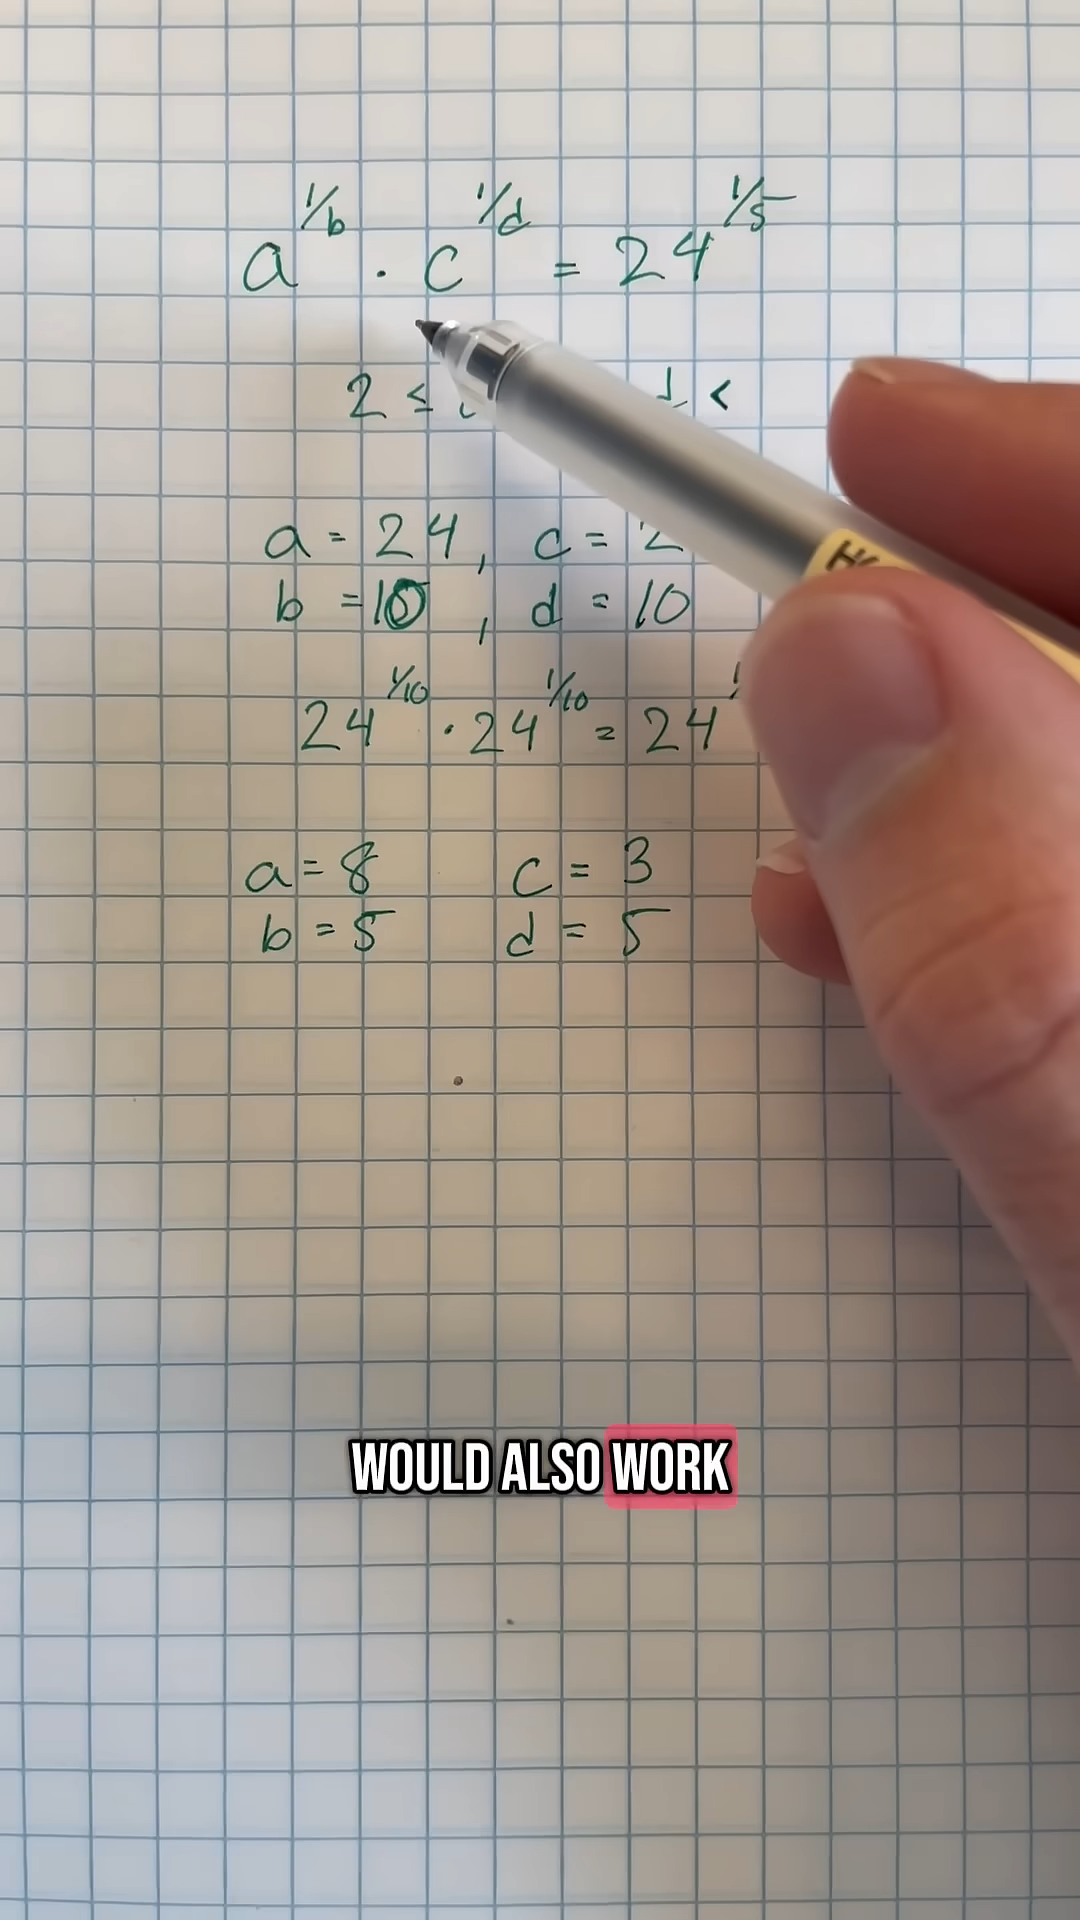 a^1/b · c^1/d = 24^1/5
2 ≤ d <
a = 24, c = 2
b = 10, d = 10
24^1/10 · 24^1/10 = 24
a = 8 c = 3
b = 5 d = 5
WOULD ALSO WORK